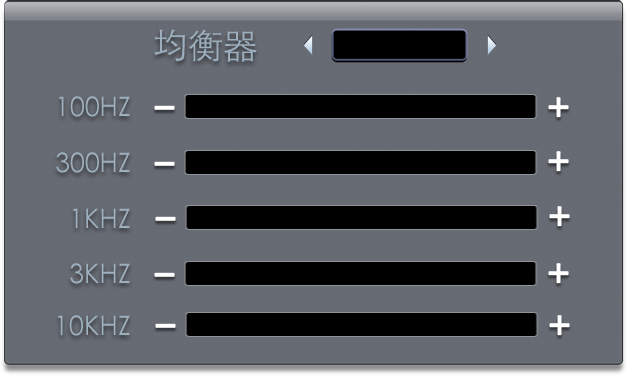 均衡器
100HZ − +
300HZ − +
1KHZ − +
3KHZ − +
10KHZ − +